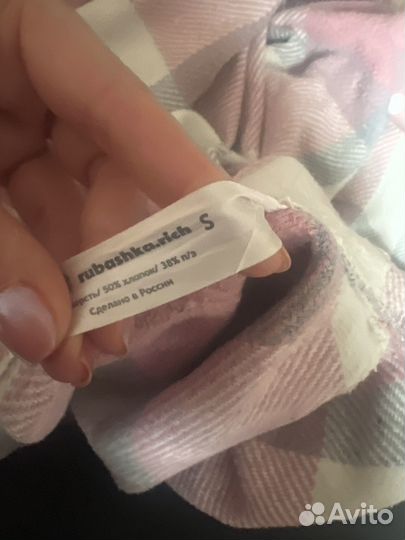 rubashka.rich S
50% хлопок/ 38% п/э
Сделано в России
Avito